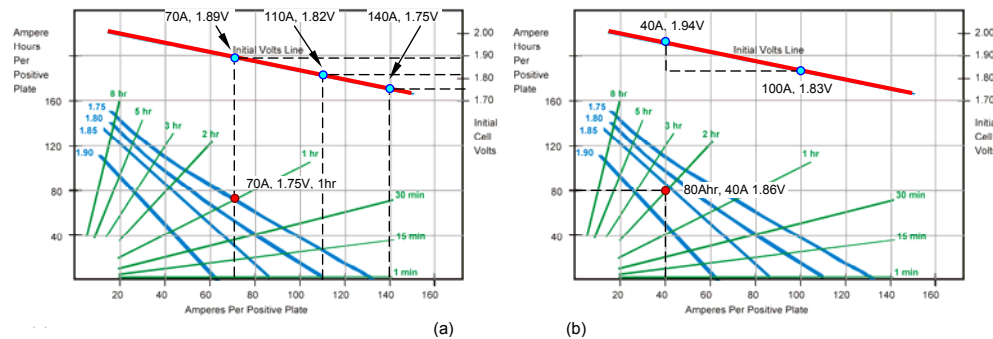 70A, 1.89V
110A, 1.82V
140A, 1.75V
Ampere
Hours
Per
Positive
Plate
Initial Volts Line
2.00
1.90
1.80
1.70
Initial
Cell
Volts
160
120
80
40
1.75
1.80
1.85
1.90
8 hr
5 hr
3 hr
2 hr
1 hr
30 min
15 min
1 min
70A, 1.75V, 1hr
20 40 60 80 100 120 140 160
Amperes Per Positive Plate
(a)
40A, 1.94V
Ampere
Hours
Per
Positive
Plate
Initial Volts Line
100A, 1.83V
2.00
1.90
1.80
1.70
Initial
Cell
Volts
160
120
80
40
1.75
1.80
1.85
1.90
8 hr
5 hr
3 hr
2 hr
1 hr
30 min
15 min
1 min
80Ahr, 40A 1.86V
20 40 60 80 100 120 140 160
Amperes Per Positive Plate
(b)